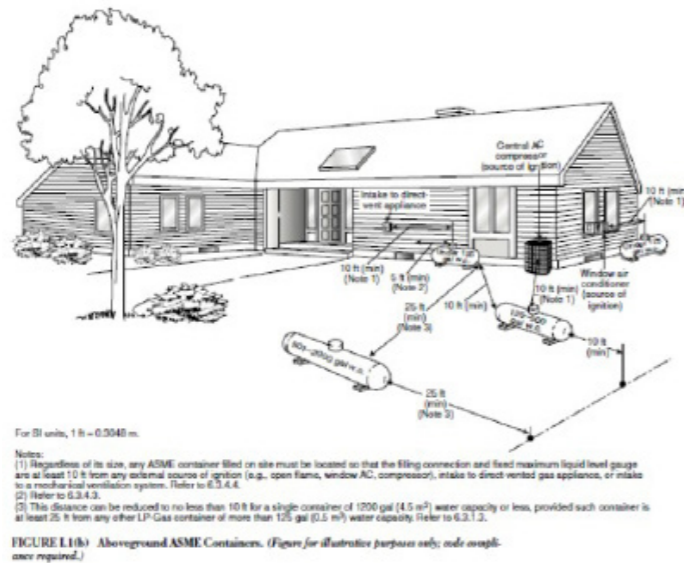 Central AC
compressor
(source of ignition)
Intake to direct-
vent appliance
10 ft (min)
(Note 1)
10 ft (min)
(Note 1)
5 ft (min)
(Note 2)
gal w.c.
10 ft (min)
(Note 1)
Window air
conditioner
(source of
ignition)
25 ft
(min)
(Note 3)
10 ft (min)
125–500
gal w.c.
10 ft
(min)
501–2000 gal w.c.
25 ft
(min)
(Note 3)
For SI units, 1 ft = 0.3048 m.
Notes:
(1) Regardless of its size, any ASME container filled on site must be located so that the filling connection and fixed maximum liquid level gauge
are at least 10 ft from any external source of ignition (e.g., open flame, window AC, compressor), intake to direct-vented gas appliance, or intake
to a mechanical ventilation system. Refer to 6.3.4.4.
(2) Refer to 6.3.4.3.
(3) This distance can be reduced to no less than 10 ft for a single container of 1200 gal (4.5 m³) water capacity or less, provided such container is
at least 25 ft from any other LP-Gas container of more than 125 gal (0.5 m³) water capacity. Refer to 6.3.1.3.
FIGURE I.1(b) Aboveground ASME Containers. (Figure for illustrative purposes only; code compli-
ance required.)